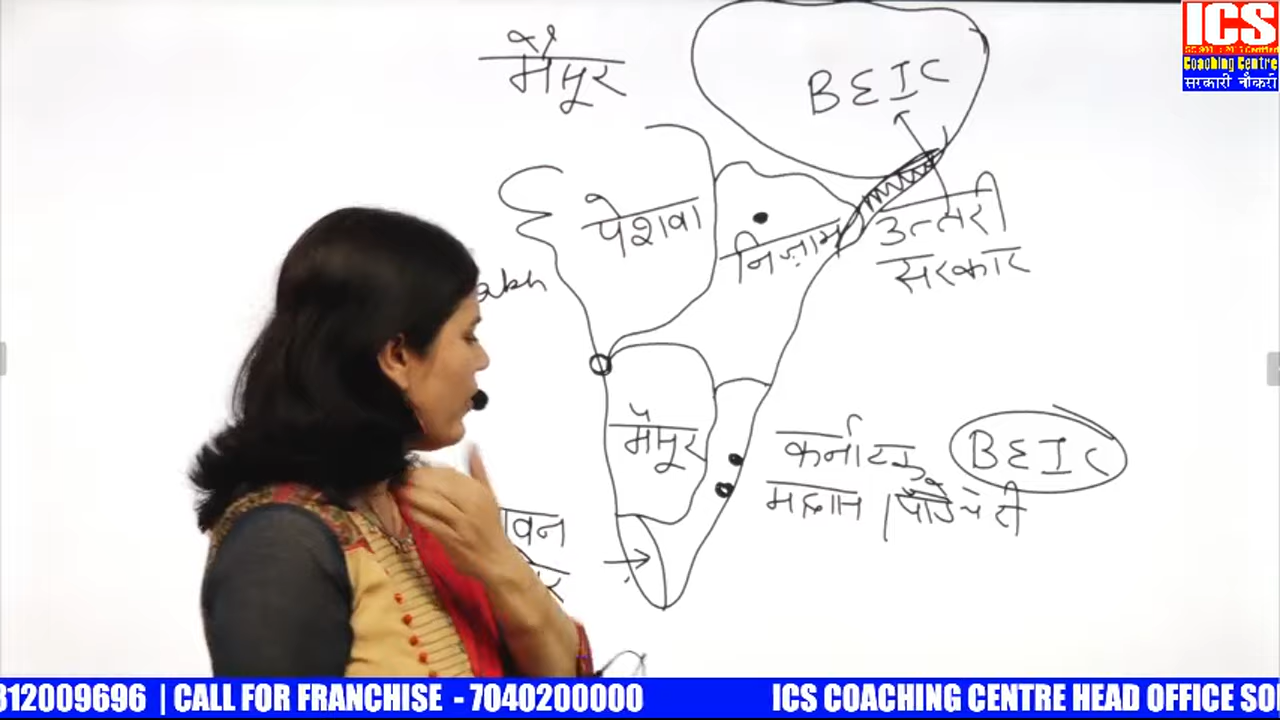 ICS
Coaching Centre
सरकारी नौकरी
मैसूर
BEIC
पेशवा
निज़ाम
उत्तरी
सरकार
मैसूर
कर्नाटक
BEIC
मद्रास / पांडिचेरी
वन
812009696 | CALL FOR FRANCHISE - 7040200000
ICS COACHING CENTRE HEAD OFFICE SO